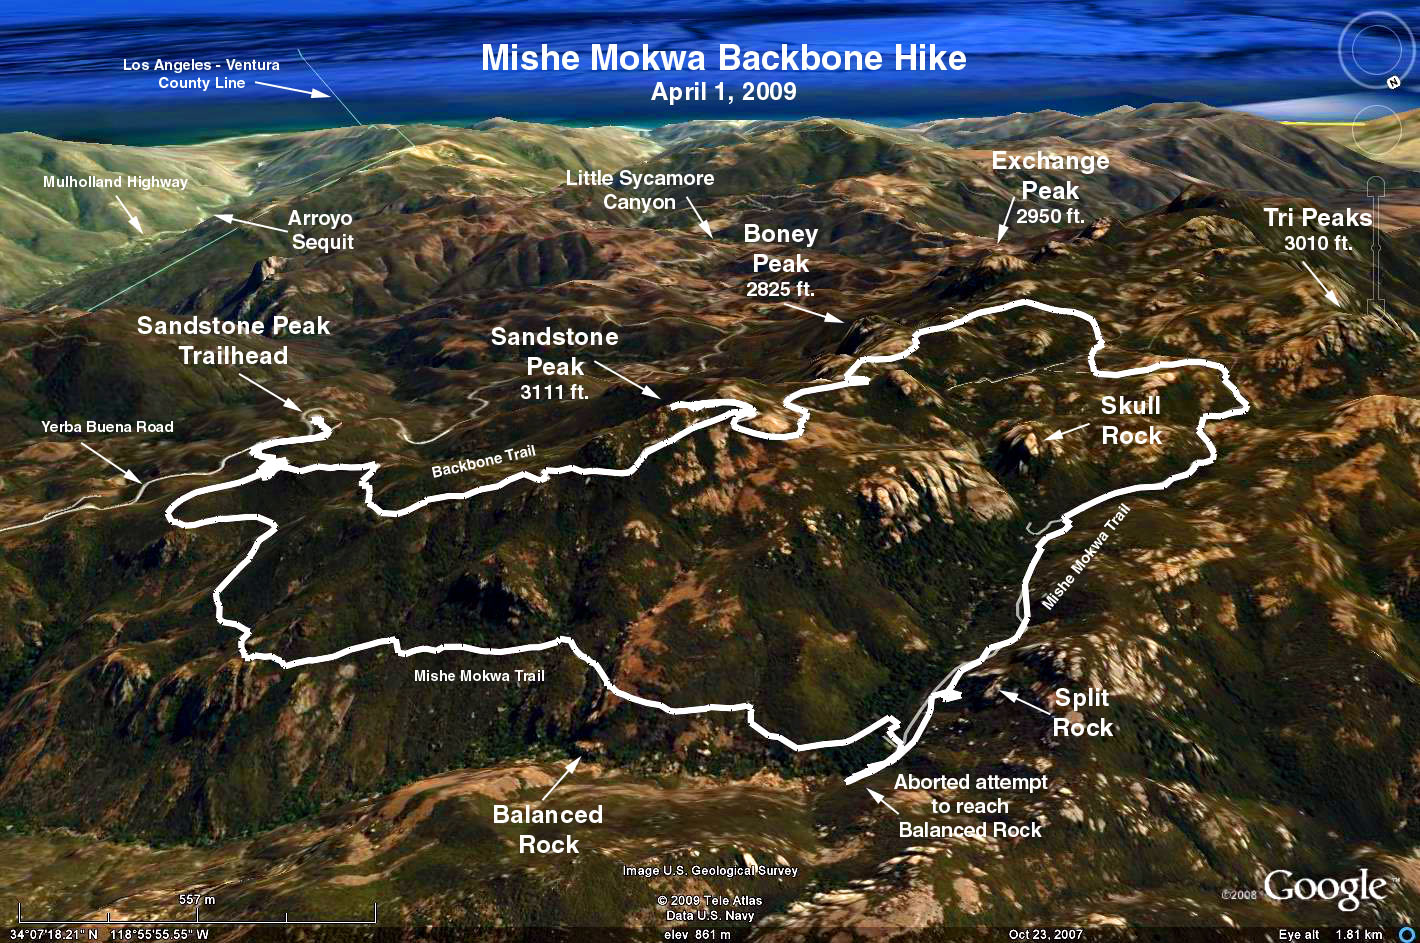 Mishe Mokwa Backbone Hike
April 1, 2009
Los Angeles - Ventura
County Line
N
Mulholland Highway
Arroyo
Sequit
Little Sycamore
Canyon
Exchange
Peak
2950 ft.
Tri Peaks
3010 ft.
Boney
Peak
2825 ft.
Sandstone Peak
Trailhead
Sandstone
Peak
3111 ft.
Yerba Buena Road
Backbone Trail
Skull
Rock
Mishe Mokwa Trail
Mishe Mokwa Trail
Split
Rock
Balanced
Rock
Aborted attempt
to reach
Balanced Rock
Image U.S. Geological Survey
© 2009 Tele Atlas
Data U.S. Navy
©2008 Google™
557 m
34°07'18.21" N 118°55'55.55" W
elev 861 m
Oct 23, 2007
Eye alt 1.81 km